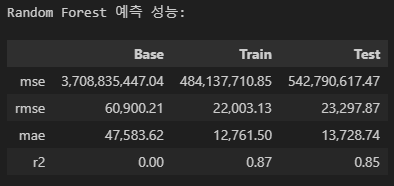 Random Forest 예측 성능:
Base Train Test
mse 3,708,835,447.04 484,137,710.85 542,790,617.47
rmse 60,900.21 22,003.13 23,297.87
mae 47,583.62 12,761.50 13,728.74
r2 0.00 0.87 0.85